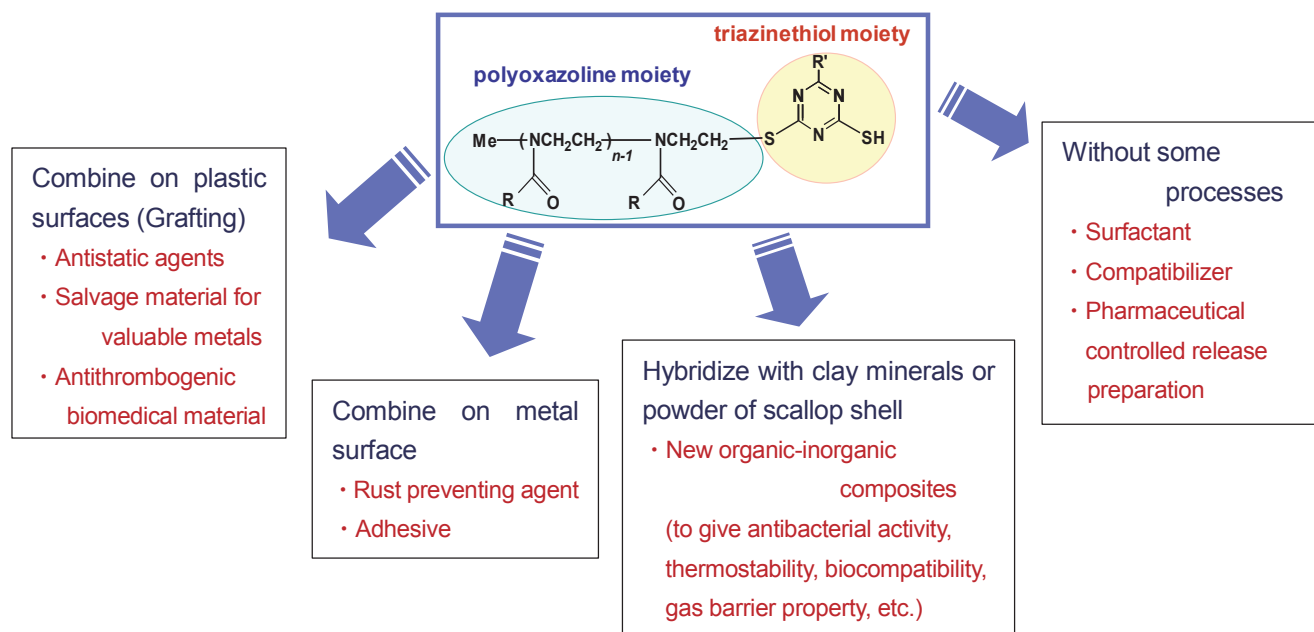 triazinethiol moiety
polyoxazoline moiety
R'
N N
N
S SH
Me—(NCH₂CH₂)n-1—NCH₂CH₂—S
R O R O
Combine on plastic
surfaces (Grafting)
・Antistatic agents
・Salvage material for
valuable metals
・Antithrombogenic
biomedical material
Combine on metal
surface
・Rust preventing agent
・Adhesive
Hybridize with clay minerals or
powder of scallop shell
・New organic-inorganic
composites
(to give antibacterial activity,
thermostability, biocompatibility,
gas barrier property, etc.)
Without some
processes
・Surfactant
・Compatibilizer
・Pharmaceutical
controlled release
preparation